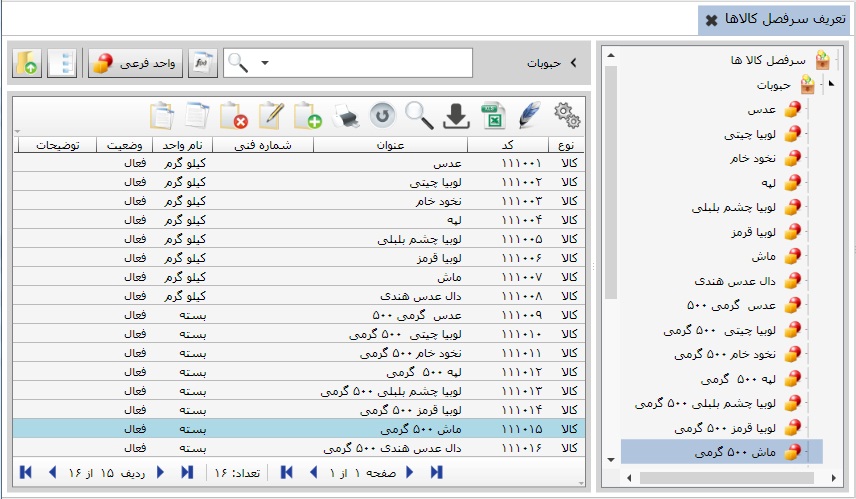 تعریف سرفصل کالاها
سرفصل کالا ها
حبوبات
عدس
لوبیا چیتی
نخود خام
لپه
لوبیا چشم بلبلی
لوبیا قرمز
ماش
دال عدس هندی
عدس گرمی ۵۰۰
لوبیا چیتی ۵۰۰ گرمی
نخود خام ۵۰۰ گرمی
لپه ۵۰۰ گرمی
لوبیا چشم بلبلی ۵۰۰ گرمی
لوبیا قرمز ۵۰۰ گرمی
ماش ۵۰۰ گرمی
حبوبات
واحد فرعی
نوع کد عنوان شماره فنی نام واحد وضعیت توضیحات
کالا ۱۱۱۰۰۱ عدس کیلو گرم فعال
کالا ۱۱۱۰۰۲ لوبیا چیتی کیلو گرم فعال
کالا ۱۱۱۰۰۳ نخود خام کیلو گرم فعال
کالا ۱۱۱۰۰۴ لپه کیلو گرم فعال
کالا ۱۱۱۰۰۵ لوبیا چشم بلبلی کیلو گرم فعال
کالا ۱۱۱۰۰۶ لوبیا قرمز کیلو گرم فعال
کالا ۱۱۱۰۰۷ ماش کیلو گرم فعال
کالا ۱۱۱۰۰۸ دال عدس هندی کیلو گرم فعال
کالا ۱۱۱۰۰۹ عدس گرمی ۵۰۰ بسته فعال
کالا ۱۱۱۰۱۰ لوبیا چیتی ۵۰۰ گرمی بسته فعال
کالا ۱۱۱۰۱۱ نخود خام ۵۰۰ گرمی بسته فعال
کالا ۱۱۱۰۱۲ لپه ۵۰۰ گرمی بسته فعال
کالا ۱۱۱۰۱۳ لوبیا چشم بلبلی ۵۰۰ گرمی بسته فعال
کالا ۱۱۱۰۱۴ لوبیا قرمز ۵۰۰ گرمی بسته فعال
کالا ۱۱۱۰۱۵ ماش ۵۰۰ گرمی بسته فعال
کالا ۱۱۱۰۱۶ دال عدس هندی ۵۰۰ گرمی بسته فعال
صفحه ۱ از ۱ تعداد: ۱۶ ردیف ۱۵ از ۱۶